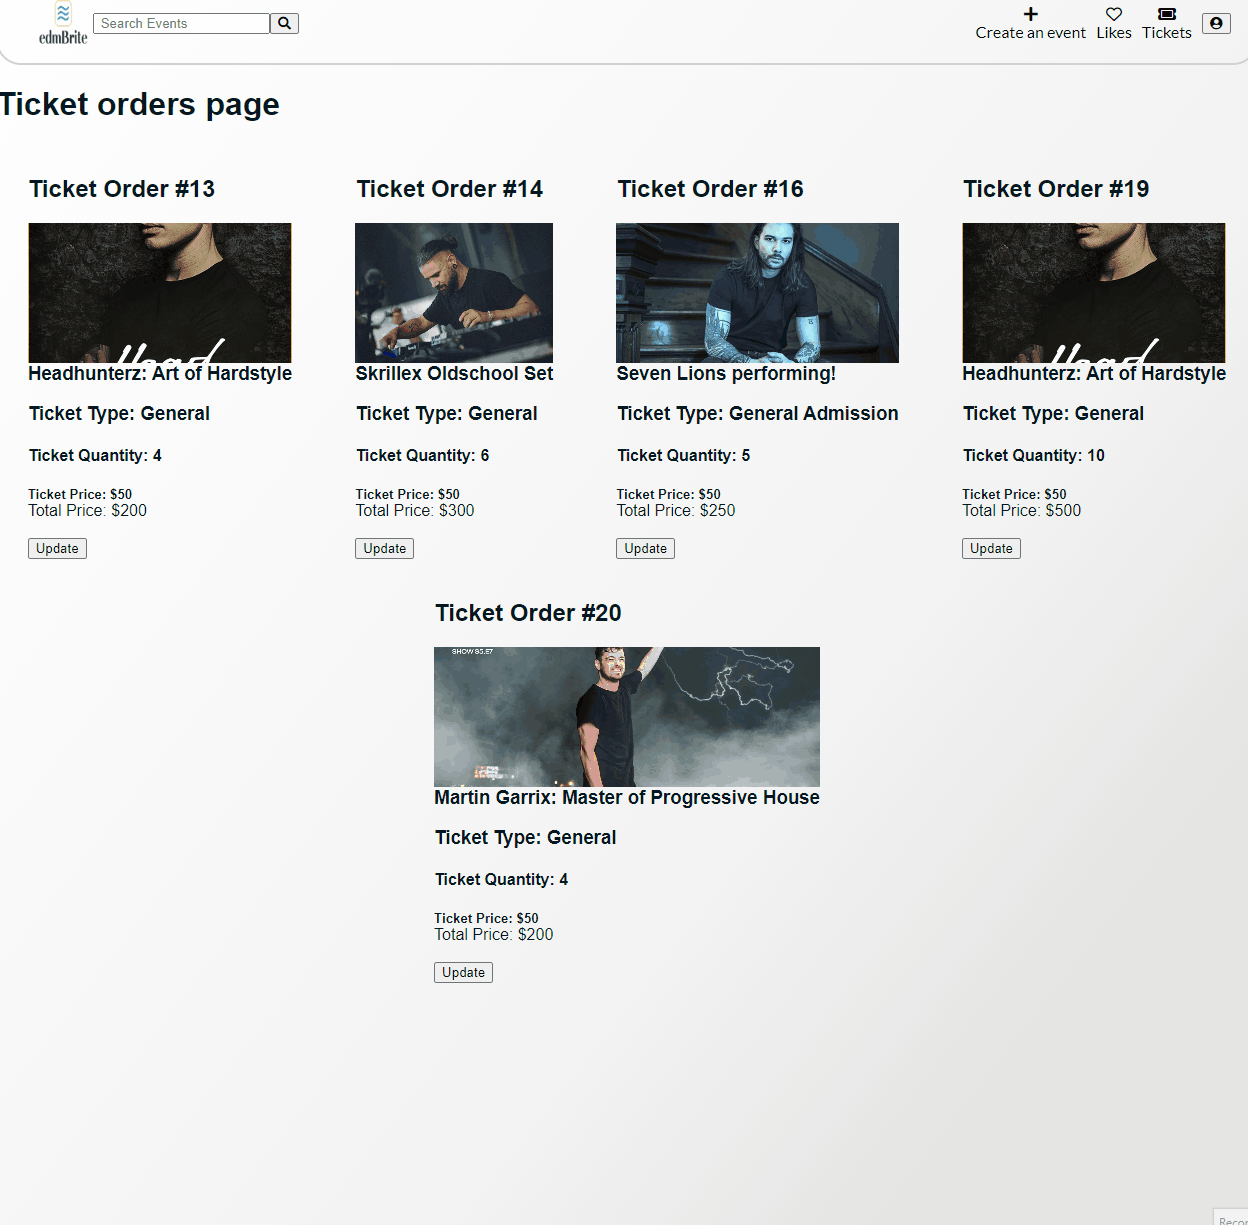 edmBrite
Search Events
Create an event
Likes
Tickets
Ticket orders page
Ticket Order #13
Headhunterz: Art of Hardstyle
Ticket Type: General
Ticket Quantity: 4
Ticket Price: $50
Total Price: $200
Update
Ticket Order #14
Skrillex Oldschool Set
Ticket Type: General
Ticket Quantity: 6
Ticket Price: $50
Total Price: $300
Update
Ticket Order #16
Seven Lions performing!
Ticket Type: General Admission
Ticket Quantity: 5
Ticket Price: $50
Total Price: $250
Update
Ticket Order #19
Headhunterz: Art of Hardstyle
Ticket Type: General
Ticket Quantity: 10
Ticket Price: $50
Total Price: $500
Update
Ticket Order #20
SHOW S5.E7
Martin Garrix: Master of Progressive House
Ticket Type: General
Ticket Quantity: 4
Ticket Price: $50
Total Price: $200
Update